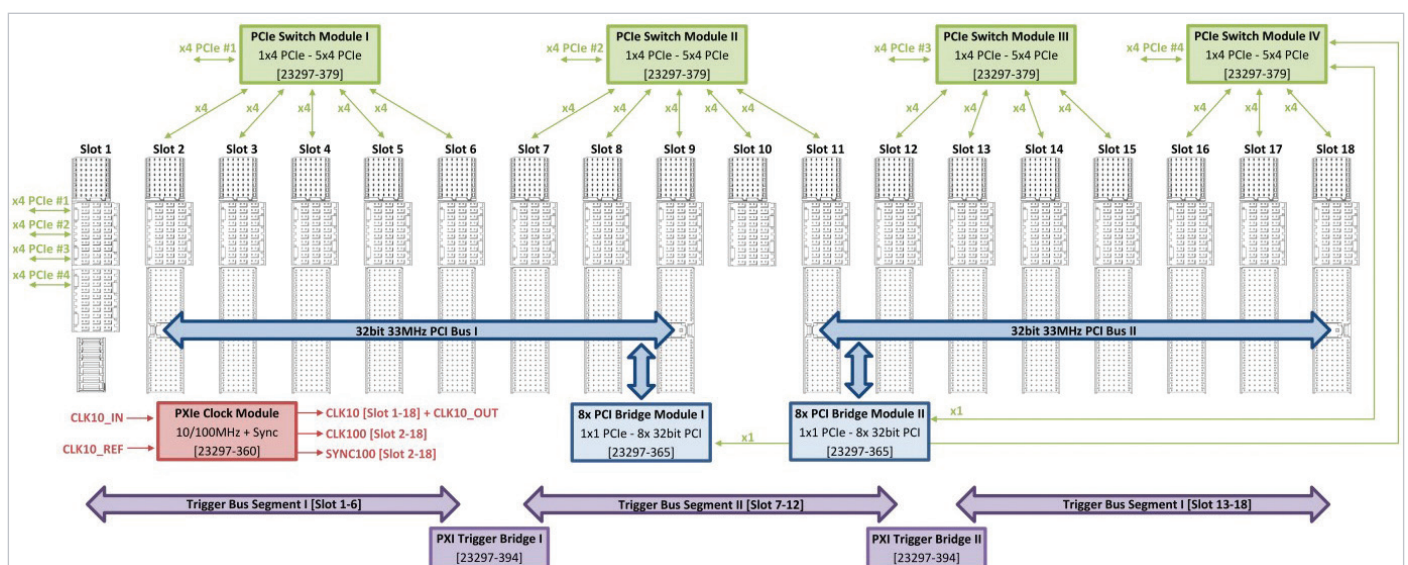 PCIe Switch Module I
1x4 PCIe - 5x4 PCIe
[23297-379]
x4 PCIe #1
PCIe Switch Module II
1x4 PCIe - 5x4 PCIe
[23297-379]
x4 PCIe #2
PCIe Switch Module III
1x4 PCIe - 5x4 PCIe
[23297-379]
x4 PCIe #3
PCIe Switch Module IV
1x4 PCIe - 5x4 PCIe
[23297-379]
x4 PCIe #4
x4 x4 x4 x4 x4
x4 x4 x4 x4 x4
x4 x4 x4 x4
x4 x4 x4
Slot 1
Slot 2
Slot 3
Slot 4
Slot 5
Slot 6
Slot 7
Slot 8
Slot 9
Slot 10
Slot 11
Slot 12
Slot 13
Slot 14
Slot 15
Slot 16
Slot 17
Slot 18
x4 PCIe #1
x4 PCIe #2
x4 PCIe #3
x4 PCIe #4
32bit 33MHz PCI Bus I
32bit 33MHz PCI Bus II
CLK10_IN
CLK10_REF
PXIe Clock Module
10/100MHz + Sync
[23297-360]
CLK10 [Slot 1-18] + CLK10_OUT
CLK100 [Slot 2-18]
SYNC100 [Slot 2-18]
8x PCI Bridge Module I
1x1 PCIe - 8x 32bit PCI
[23297-365]
x1
8x PCI Bridge Module II
1x1 PCIe - 8x 32bit PCI
[23297-365]
x1
Trigger Bus Segment I [Slot 1-6]
Trigger Bus Segment II [Slot 7-12]
Trigger Bus Segment I [Slot 13-18]
PXI Trigger Bridge I
[23297-394]
PXI Trigger Bridge II
[23297-394]